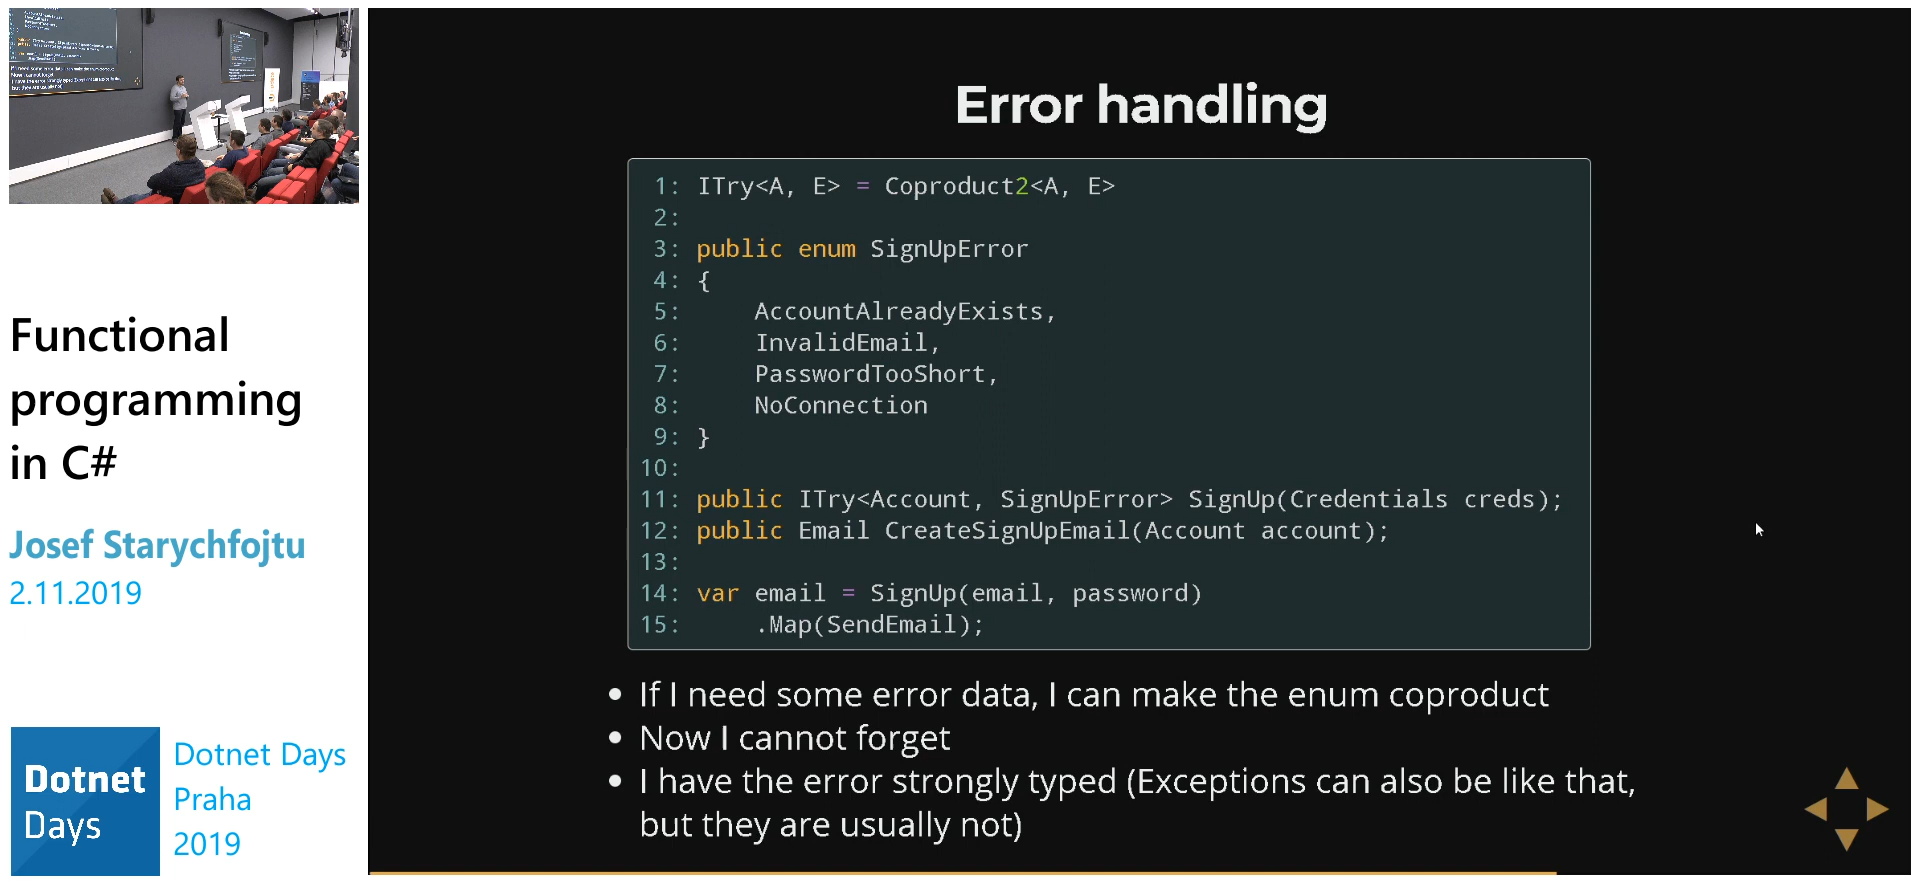 Functional
programming
in C#
Josef Starychfojtu
2.11.2019
Dotnet
Days
Dotnet Days
Praha
2019
Error handling
1: ITry<A, E> = Coproduct2<A, E>
2:
3: public enum SignUpError
4: {
5:     AccountAlreadyExists,
6:     InvalidEmail,
7:     PasswordTooShort,
8:     NoConnection
9: }
10:
11: public ITry<Account, SignUpError> SignUp(Credentials creds);
12: public Email CreateSignUpEmail(Account account);
13:
14: var email = SignUp(email, password)
15:     .Map(SendEmail);
• If I need some error data, I can make the enum coproduct
• Now I cannot forget
• I have the error strongly typed (Exceptions can also be like that,
but they are usually not)